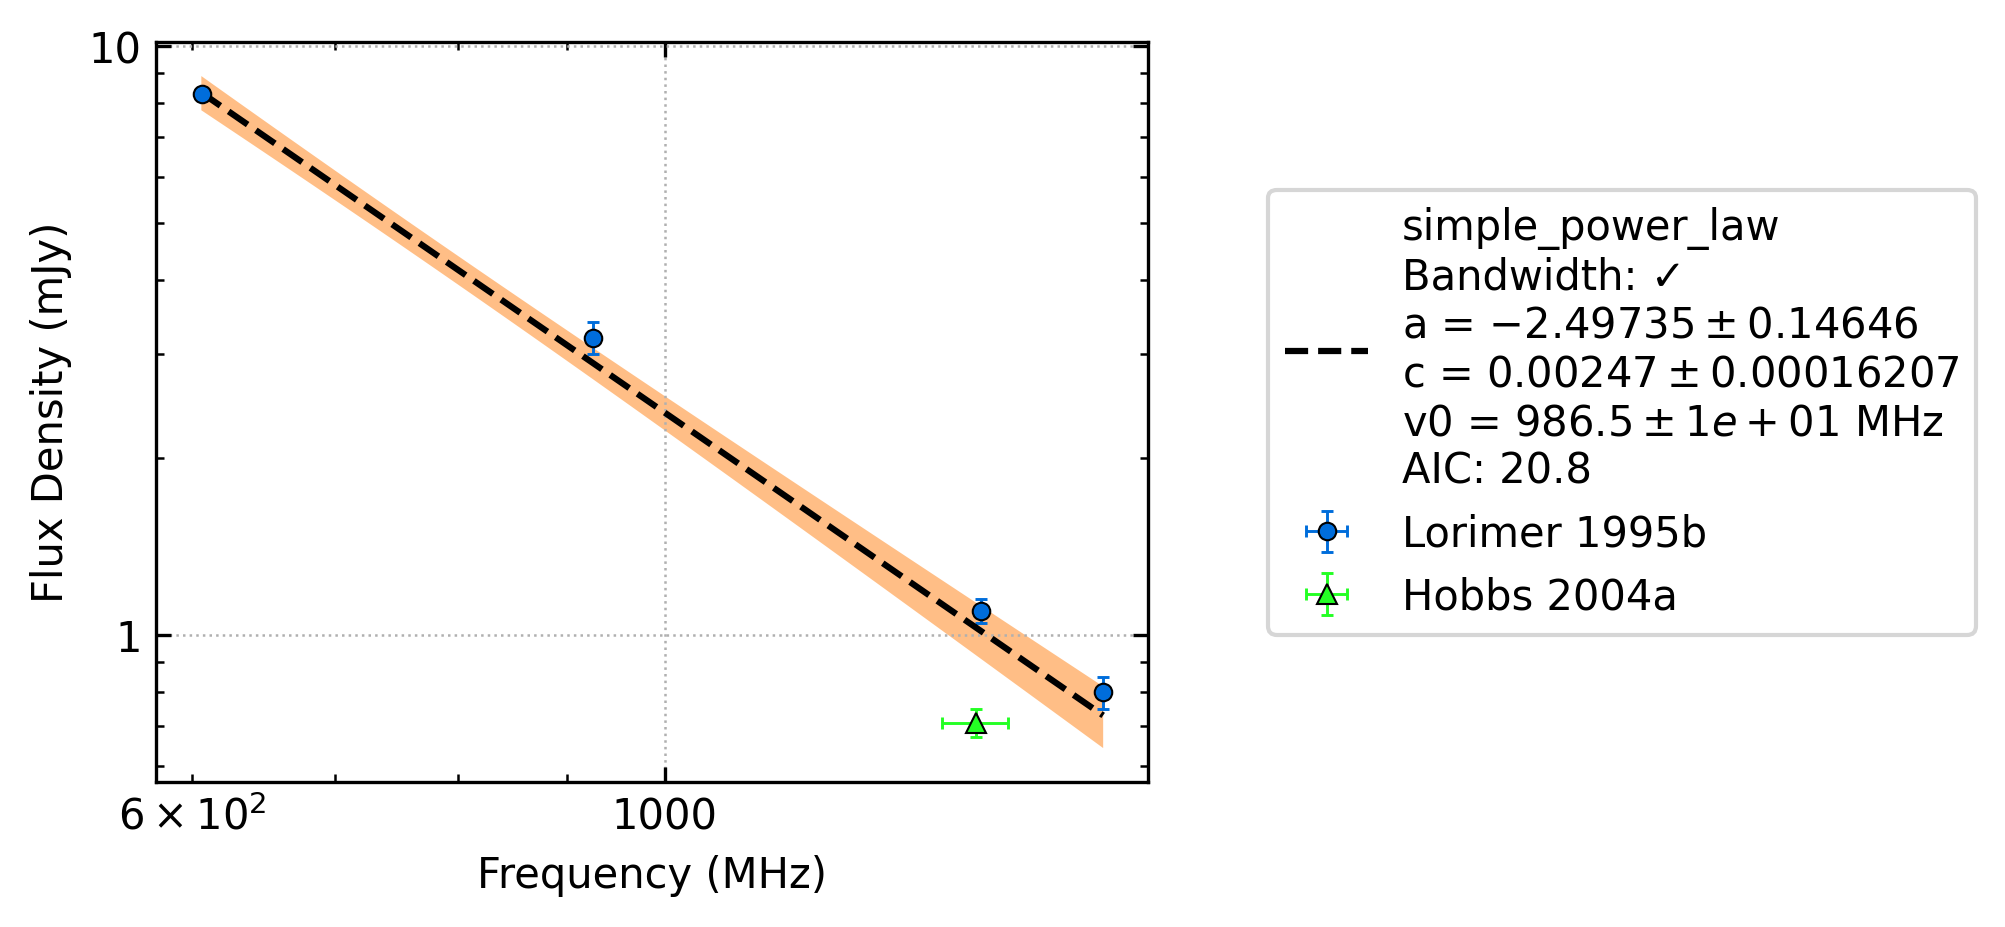 10
1
Flux Density (mJy)
6 × 10²
1000
Frequency (MHz)
simple_power_law
Bandwidth: ✓
a = −2.49735 ± 0.14646
c = 0.00247 ± 0.00016207
v0 = 986.5 ± 1e + 01 MHz
AIC: 20.8
Lorimer 1995b
Hobbs 2004a